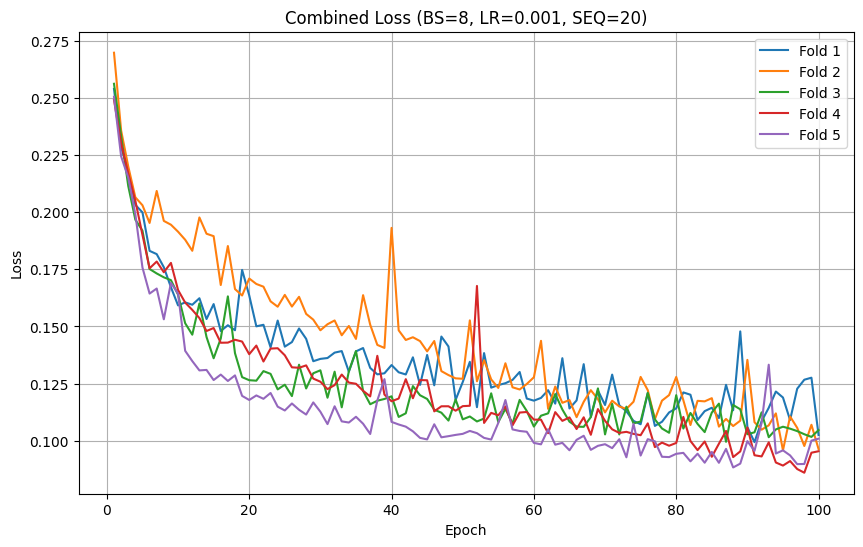 Combined Loss (BS=8, LR=0.001, SEQ=20)
Loss
0.275
0.250
0.225
0.200
0.175
0.150
0.125
0.100
Fold 1
Fold 2
Fold 3
Fold 4
Fold 5
0
20
40
60
80
100
Epoch